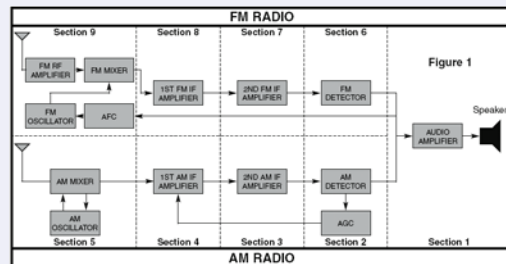 FM RADIO
Section 9
Section 8
Section 7
Section 6
Figure 1
FM RF
AMPLIFIER
FM MIXER
1ST FM IF
AMPLIFIER
2ND FM IF
AMPLIFIER
FM
DETECTOR
FM
OSCILLATOR
AFC
Speaker
AUDIO
AMPLIFIER
AM MIXER
1ST AM IF
AMPLIFIER
2ND AM IF
AMPLIFIER
AM
DETECTOR
AM
OSCILLATOR
AGC
Section 5
Section 4
Section 3
Section 2
Section 1
AM RADIO